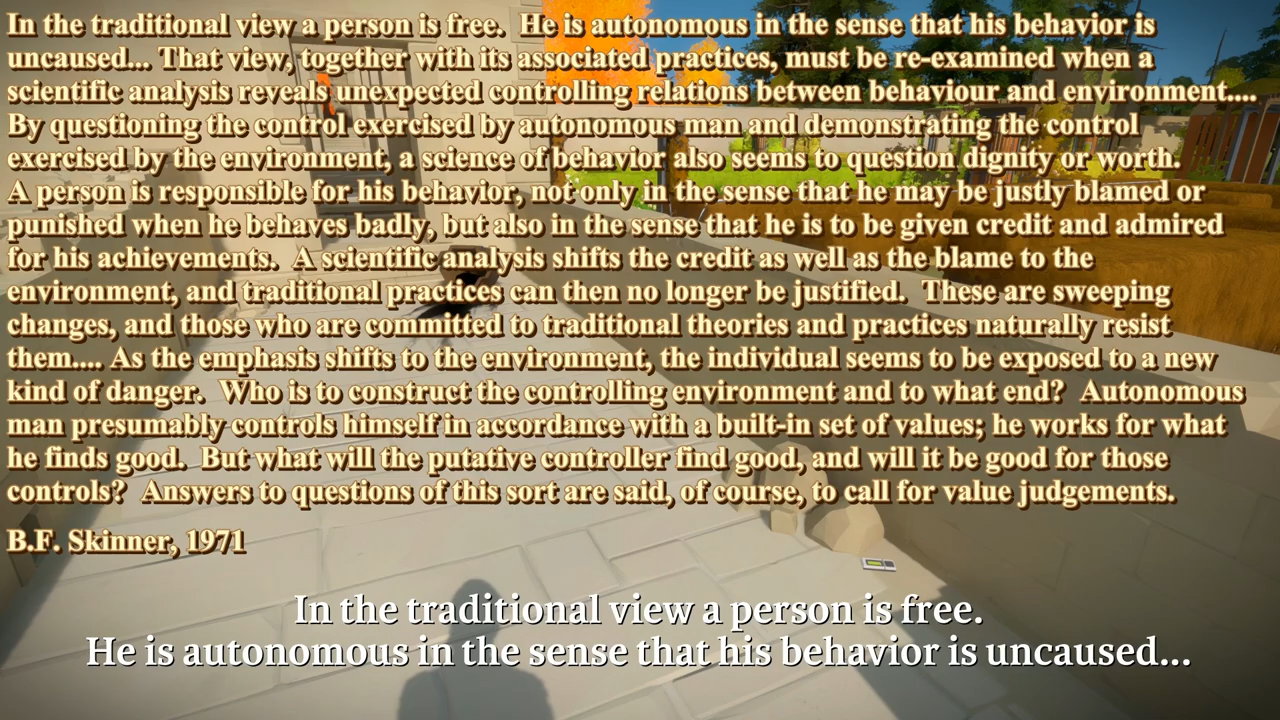 In the traditional view a person is free.  He is autonomous in the sense that his behavior is
uncaused... That view, together with its associated practices, must be re-examined when a
scientific analysis reveals unexpected controlling relations between behaviour and environment....
By questioning the control exercised by autonomous man and demonstrating the control
exercised by the environment, a science of behavior also seems to question dignity or worth.
A person is responsible for his behavior, not only in the sense that he may be justly blamed or
punished when he behaves badly, but also in the sense that he is to be given credit and admired
for his achievements.  A scientific analysis shifts the credit as well as the blame to the
environment, and traditional practices can then no longer be justified.  These are sweeping
changes, and those who are committed to traditional theories and practices naturally resist
them.... As the emphasis shifts to the environment, the individual seems to be exposed to a new
kind of danger.  Who is to construct the controlling environment and to what end?  Autonomous
man presumably controls himself in accordance with a built-in set of values; he works for what
he finds good.  But what will the putative controller find good, and will it be good for those
controls?  Answers to questions of this sort are said, of course, to call for value judgements.
B.F. Skinner, 1971
In the traditional view a person is free.
He is autonomous in the sense that his behavior is uncaused...